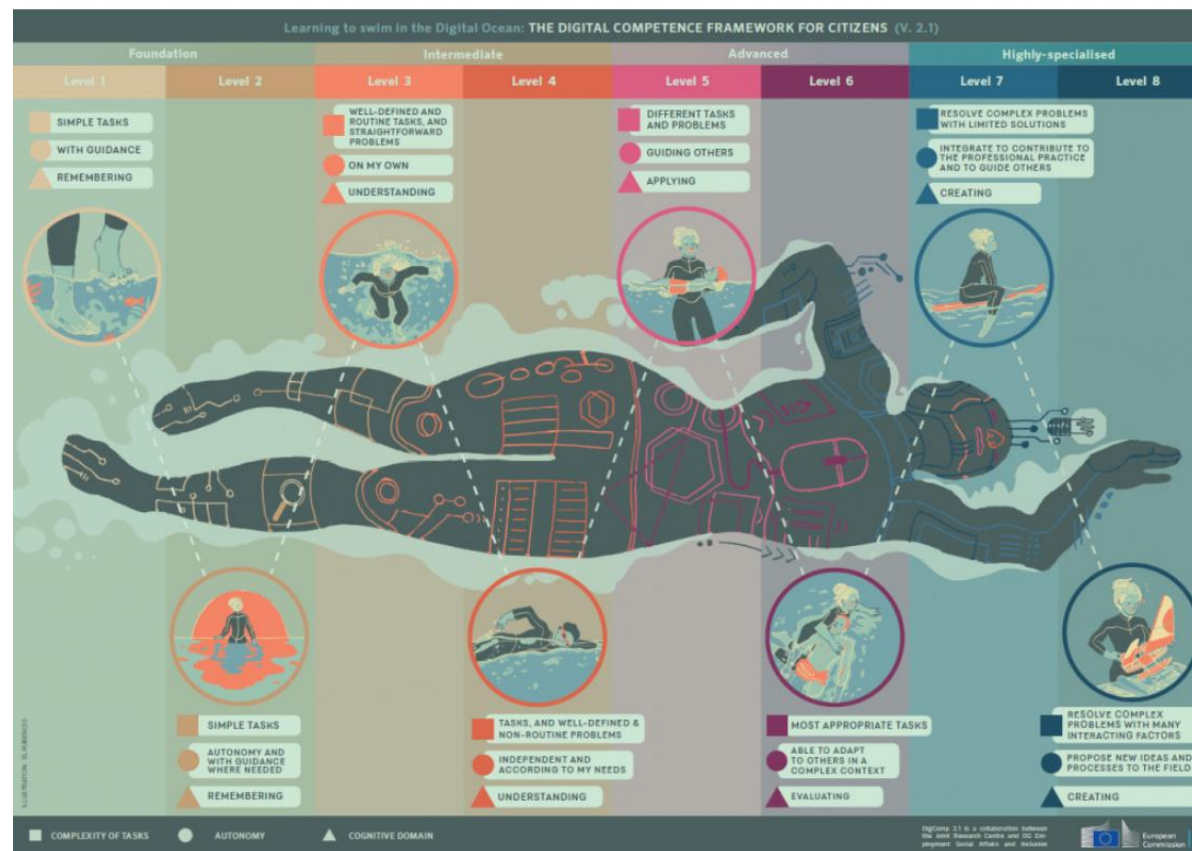 Learning to swim in the Digital Ocean: THE DIGITAL COMPETENCE FRAMEWORK FOR CITIZENS (V. 2.1)
Foundation
Intermediate
Advanced
Highly-specialised
Level 1
Level 2
Level 3
Level 4
Level 5
Level 6
Level 7
Level 8
SIMPLE TASKS
WITH GUIDANCE
REMEMBERING
WELL-DEFINED AND
ROUTINE TASKS, AND
STRAIGHTFORWARD
PROBLEMS
ON MY OWN
UNDERSTANDING
DIFFERENT TASKS
AND PROBLEMS
GUIDING OTHERS
APPLYING
RESOLVE COMPLEX PROBLEMS
WITH LIMITED SOLUTIONS
INTEGRATE TO CONTRIBUTE TO
THE PROFESSIONAL PRACTICE
AND TO GUIDE OTHERS
CREATING
SIMPLE TASKS
AUTONOMY AND
WITH GUIDANCE
WHERE NEEDED
REMEMBERING
TASKS, AND WELL-DEFINED &
NON-ROUTINE PROBLEMS
INDEPENDENT AND
ACCORDING TO MY NEEDS
UNDERSTANDING
MOST APPROPRIATE TASKS
ABLE TO ADAPT
TO OTHERS IN A
COMPLEX CONTEXT
EVALUATING
RESOLVE COMPLEX
PROBLEMS WITH MANY
INTERACTING FACTORS
PROPOSE NEW IDEAS AND
PROCESSES TO THE FIELD
CREATING
COMPLEXITY OF TASKS
AUTONOMY
COGNITIVE DOMAIN
DigComp 2.1 is a collaboration between
the Joint Research Centre and DG Em-
ployment Social Affairs and Inclusion
European
Commission